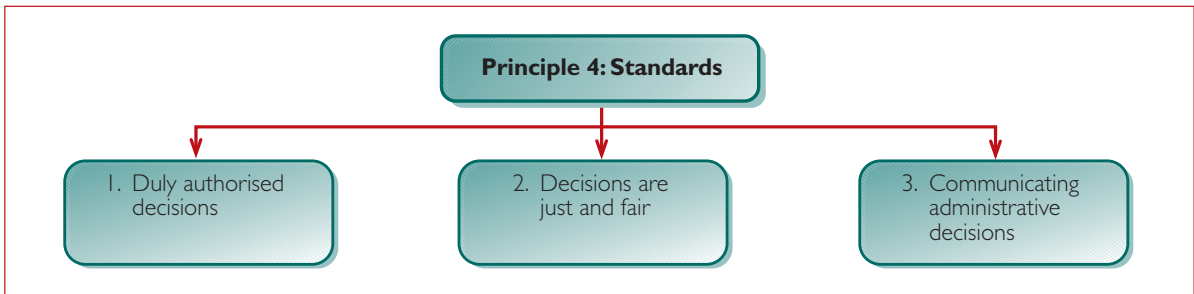 Principle 4: Standards
1. Duly authorised
decisions
2. Decisions are
just and fair
3. Communicating
administrative
decisions